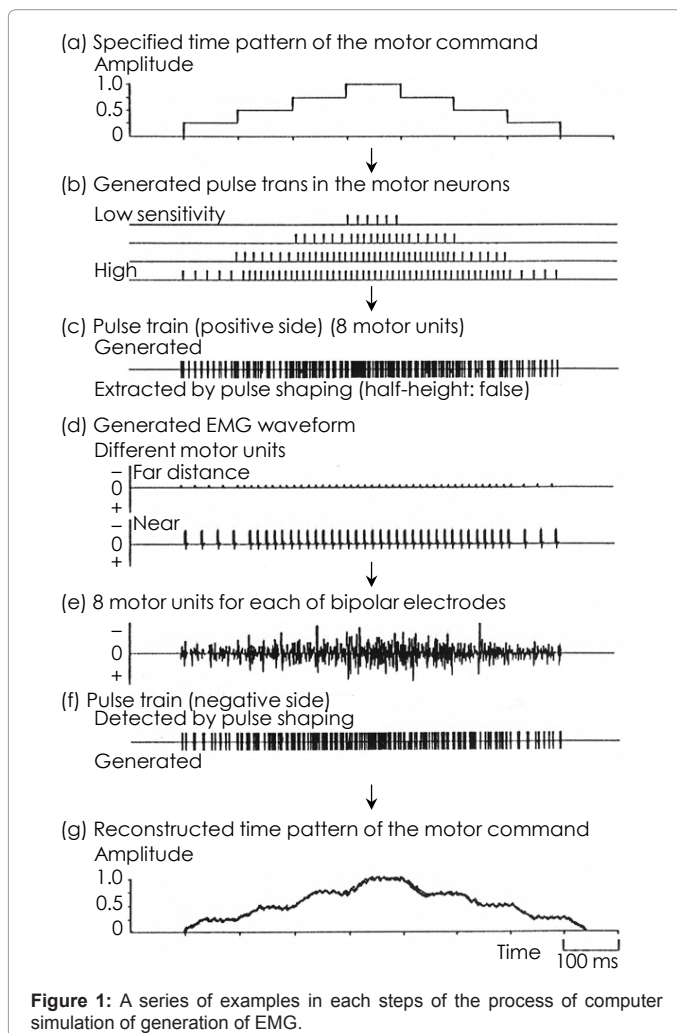 (a) Specified time pattern of the motor command
Amplitude
1.0
0.5
0
(b) Generated pulse trans in the motor neurons
Low sensitivity
High
(c) Pulse train (positive side) (8 motor units)
Generated
Extracted by pulse shaping (half-height: false)
(d) Generated EMG waveform
Different motor units
– Far distance
0
+
– Near
0
+
(e) 8 motor units for each of bipolar electrodes
–
0
+
(f) Pulse train (negative side)
Detected by pulse shaping
Generated
(g) Reconstructed time pattern of the motor command
Amplitude
1.0
0.5
0
Time
100 ms
Figure 1: A series of examples in each steps of the process of computer
simulation of generation of EMG.